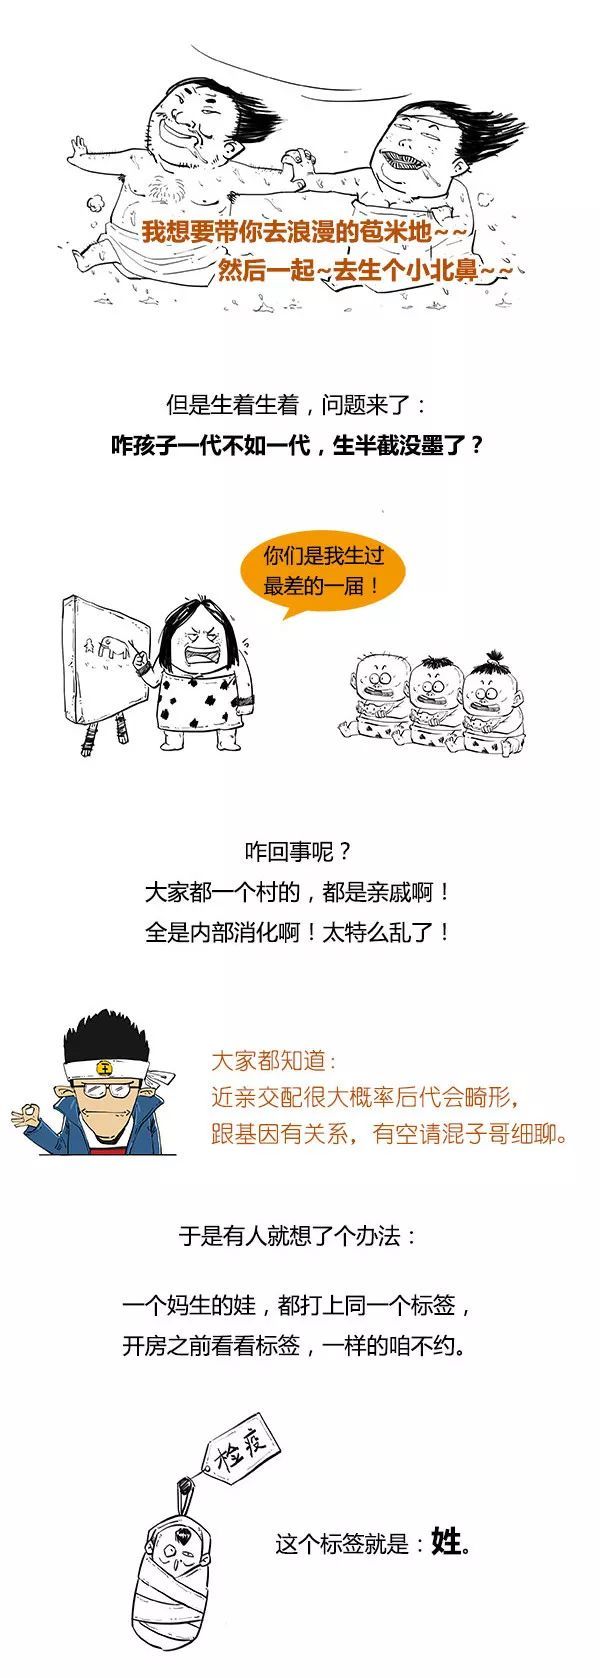 我想要带你去浪漫的苞米地~~
然后一起~去生个小北鼻~~
但是生着生着，问题来了：
咋孩子一代不如一代，生半截没墨了？
你们是我生过
最差的一届！
咋回事呢？
大家都一个村的，都是亲戚啊！
全是内部消化啊！太特么乱了！
王
大家都知道：
近亲交配很大概率后代会畸形，
跟基因有关系，有空请混子哥细聊。
于是有人就想了个办法：
一个妈生的娃，都打上同一个标签，
开房之前看看标签，一样的咱不约。
检疫
这个标签就是：姓。